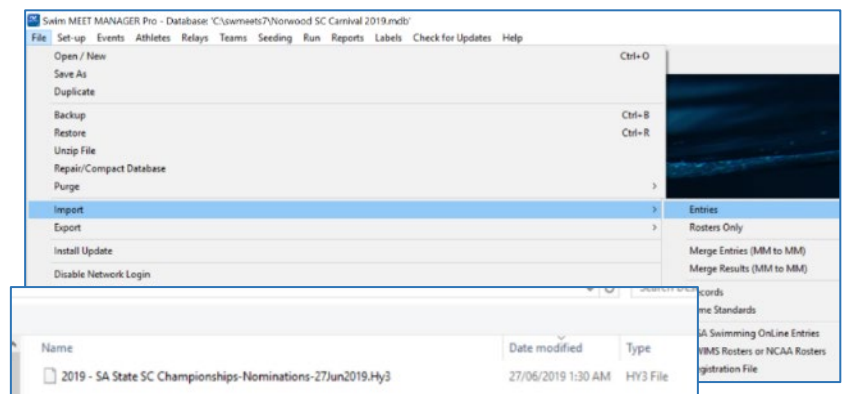 Swim MEET MANAGER Pro - Database: 'C:\swmeets7\Norwood SC Carnival 2019.mdb'
File Set-up Events Athletes Relays Teams Seeding Run Reports Labels Check for Updates Help
Open / New Ctrl+O
Save As
Duplicate
Backup Ctrl+B
Restore Ctrl+R
Unzip File
Repair/Compact Database
Purge >
Import > Entries
Export > Rosters Only
Install Update Merge Entries (MM to MM)
Disable Network Login Merge Results (MM to MM)
cords
me Standards
SA Swimming OnLine Entries
WIMS Rosters or NCAA Rosters
gistration File
Name Date modified Type
2019 - SA State SC Championships-Nominations-27Jun2019.Hy3 27/06/2019 1:30 AM HY3 File